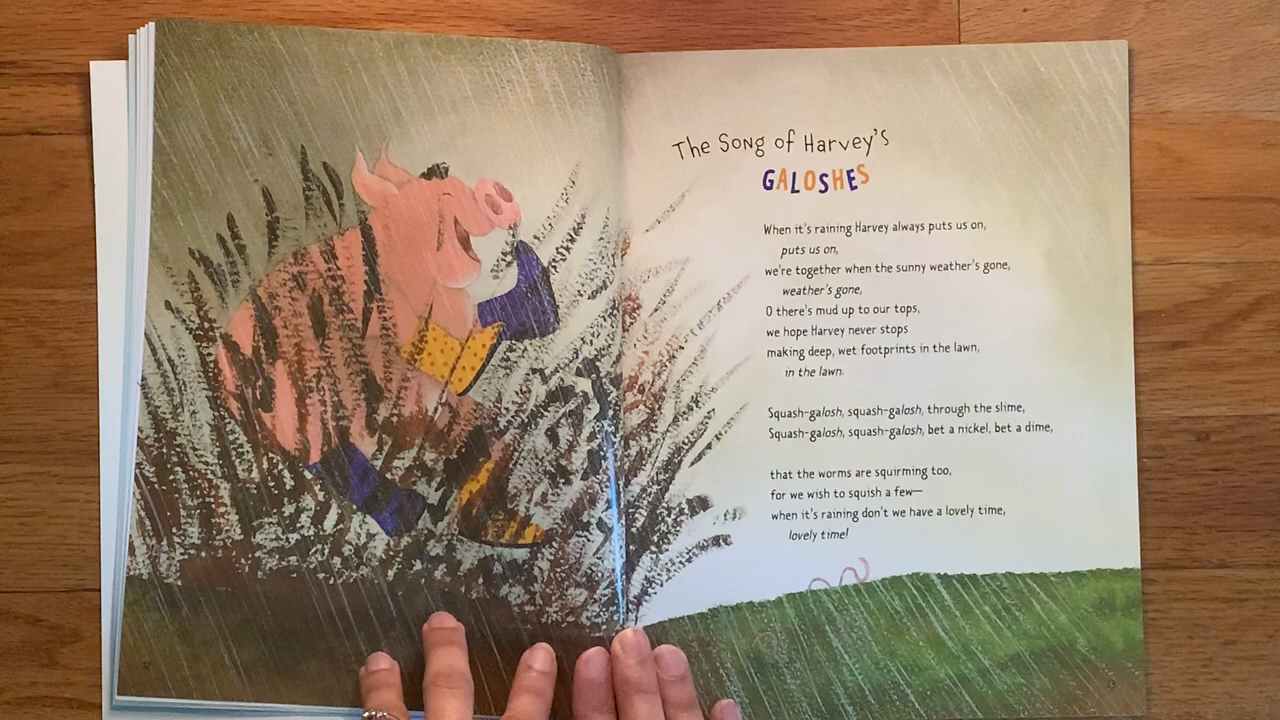 The Song of Harvey's
GALOSHES
When it's raining Harvey always puts us on,
puts us on,
we're together when the sunny weather's gone,
weather's gone,
O there's mud up to our tops,
we hope Harvey never stops
making deep, wet footprints in the lawn,
in the lawn.
Squash-galosh, squash-galosh, through the slime,
Squash-galosh, squash-galosh, bet a nickel, bet a dime,
that the worms are squirming too,
for we wish to squish a few—
when it's raining don't we have a lovely time,
lovely time!